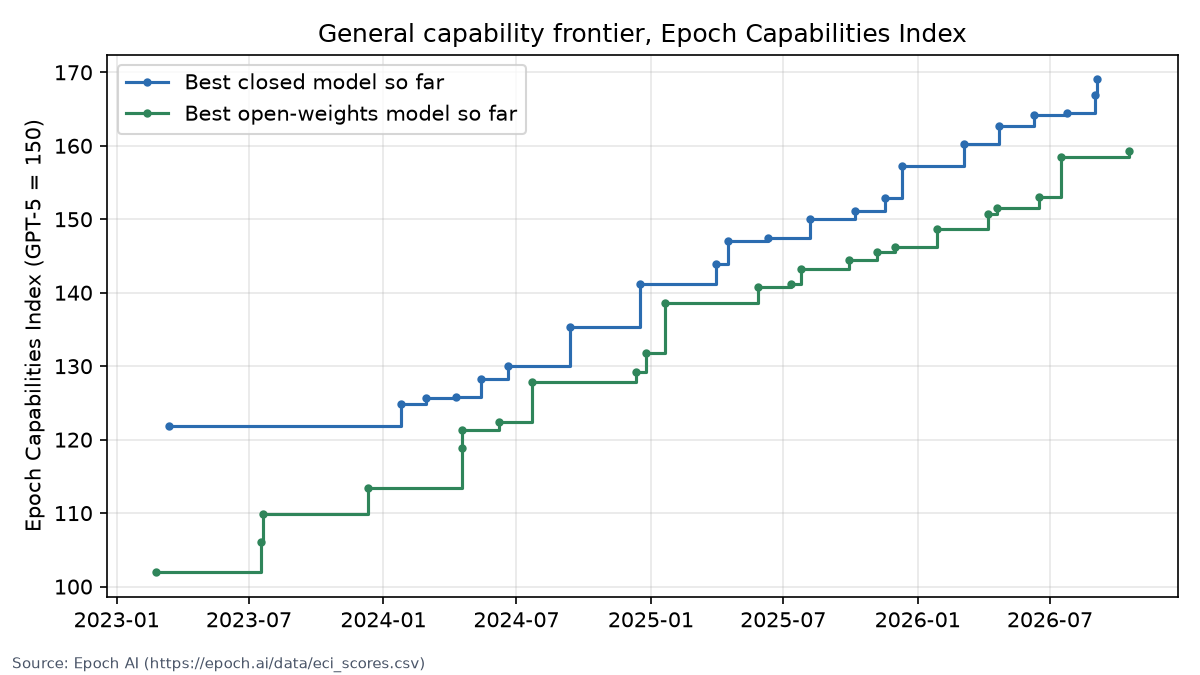 General capability frontier, Epoch Capabilities Index
Best closed model so far
Best open-weights model so far
Epoch Capabilities Index (GPT-5 = 150)
170
160
150
140
130
120
110
100
2023-01 2023-07 2024-01 2024-07 2025-01 2025-07 2026-01 2026-07
Source: Epoch AI (https://epoch.ai/data/eci_scores.csv)